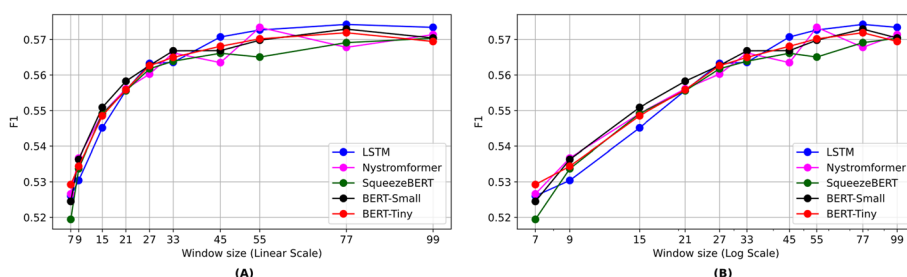 0.57
0.56
0.55
0.54
0.53
0.52
F1
LSTM
Nystromformer
SqueezeBERT
BERT-Small
BERT-Tiny
7 9 15 21 27 33 45 55 77 99
Window size (Linear Scale)
(A)
0.57
0.56
0.55
0.54
0.53
0.52
F1
LSTM
Nystromformer
SqueezeBERT
BERT-Small
BERT-Tiny
7 9 15 21 27 33 45 55 77 99
Window size (Log Scale)
(B)